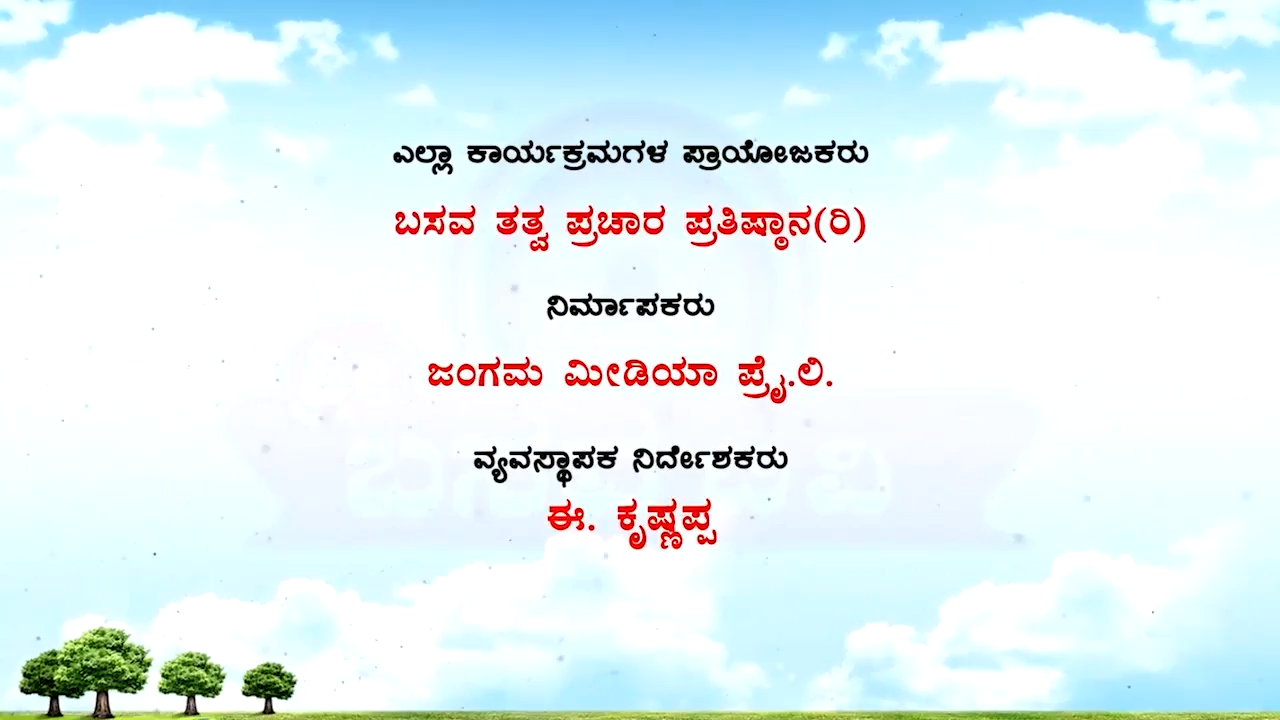 ಎಲ್ಲಾ ಕಾರ್ಯಕ್ರಮಗಳ ಪ್ರಾಯೋಜಕರು
ಬಸವ ತತ್ವ ಪ್ರಚಾರ ಪ್ರತಿಷ್ಠಾನ(ರಿ)
ನಿರ್ಮಾಪಕರು
ಜಂಗಮ ಮೀಡಿಯಾ ಪ್ರೈ.ಲಿ.
ವ್ಯವಸ್ಥಾಪಕ ನಿರ್ದೇಶಕರು
ಈ. ಕೃಷ್ಣಪ್ಪ